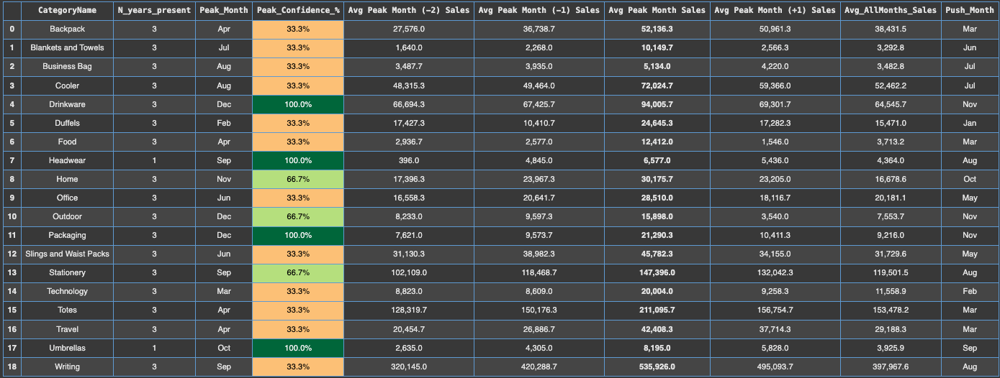 CategoryName N_years_present Peak_Month Peak_Confidence_% Avg Peak Month (−2) Sales Avg Peak Month (−1) Sales Avg Peak Month Sales Avg Peak Month (+1) Sales Avg_AllMonths_Sales Push_Month
0 Backpack 3 Apr 33.3% 27,576.0 36,738.7 52,136.3 50,961.3 38,431.5 Mar
1 Blankets and Towels 3 Jul 33.3% 1,640.0 2,268.0 10,149.7 2,566.3 3,292.8 Jun
2 Business Bag 3 Aug 33.3% 3,487.7 3,935.0 5,134.0 4,220.0 3,482.8 Jul
3 Cooler 3 Aug 33.3% 48,315.3 49,464.0 72,024.7 59,366.0 52,462.2 Jul
4 Drinkware 3 Dec 100.0% 66,694.3 67,425.7 94,005.7 69,301.7 64,545.7 Nov
5 Duffels 3 Feb 33.3% 17,427.3 10,410.7 24,645.3 17,282.3 15,471.0 Jan
6 Food 3 Apr 33.3% 2,936.7 2,577.0 12,412.0 1,546.0 3,713.2 Mar
7 Headwear 1 Sep 100.0% 396.0 4,845.0 6,577.0 5,436.0 4,364.0 Aug
8 Home 3 Nov 66.7% 17,396.3 23,967.3 30,175.7 23,205.0 16,678.6 Oct
9 Office 3 Jun 33.3% 16,558.3 20,641.7 28,510.0 18,116.7 20,181.1 May
10 Outdoor 3 Dec 66.7% 8,233.0 9,597.3 15,898.0 3,540.0 7,553.7 Nov
11 Packaging 3 Dec 100.0% 7,621.0 9,573.7 21,290.3 10,411.3 9,216.0 Nov
12 Slings and Waist Packs 3 Jun 33.3% 31,130.3 38,982.3 45,782.3 34,155.0 31,729.6 May
13 Stationery 3 Sep 66.7% 102,109.0 118,468.7 147,396.0 132,042.3 119,501.5 Aug
14 Technology 3 Mar 33.3% 8,823.0 8,609.0 20,004.0 9,258.3 11,558.9 Feb
15 Totes 3 Apr 33.3% 128,319.7 150,176.3 211,095.7 156,754.7 153,478.2 Mar
16 Travel 3 Apr 33.3% 20,454.7 26,886.7 42,408.3 37,714.3 29,188.3 Mar
17 Umbrellas 1 Oct 100.0% 2,635.0 4,305.0 8,195.0 5,828.0 3,925.9 Sep
18 Writing 3 Sep 33.3% 320,145.0 420,288.7 535,926.0 495,093.7 397,967.6 Aug